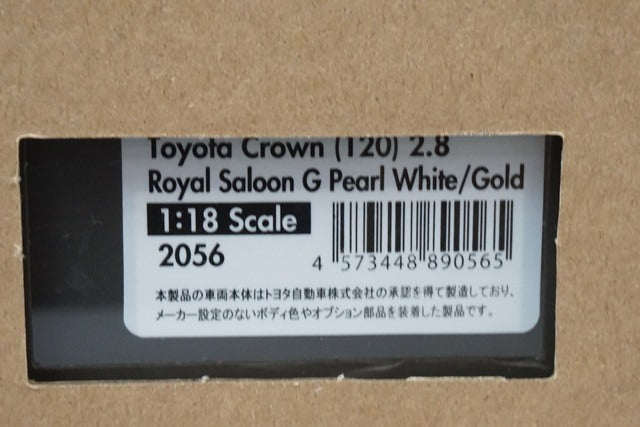 Toyota Crown (120) 2.8
Royal Saloon G Pearl White/Gold
1:18 Scale
2056
4 573448 890565
本製品の車両本体はトヨタ自動車株式会社の承認を得て製造しており、
メーカー設定のないボディ色やオプション部品を装着した製品です。